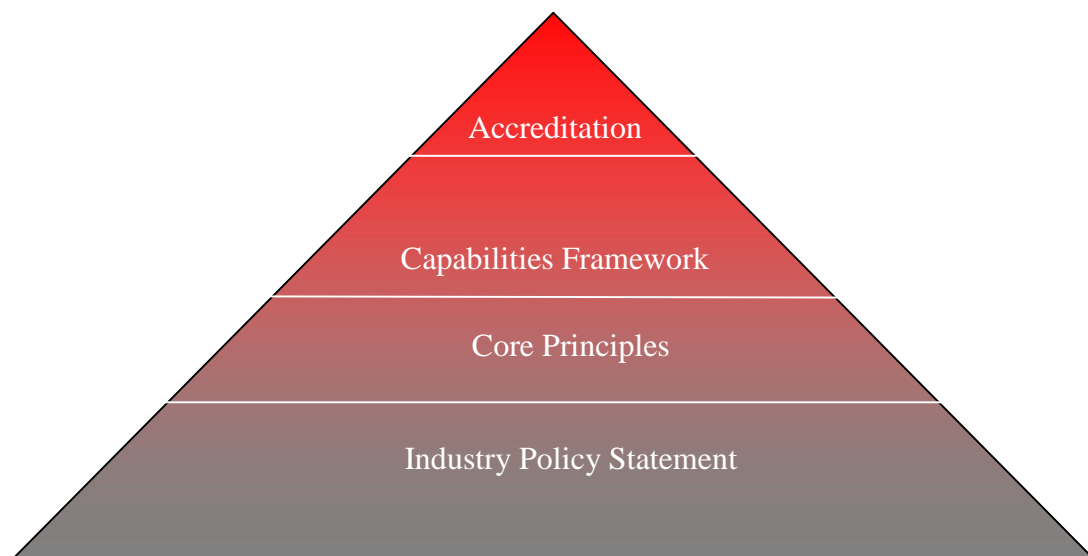 Accreditation
Capabilities Framework
Core Principles
Industry Policy Statement